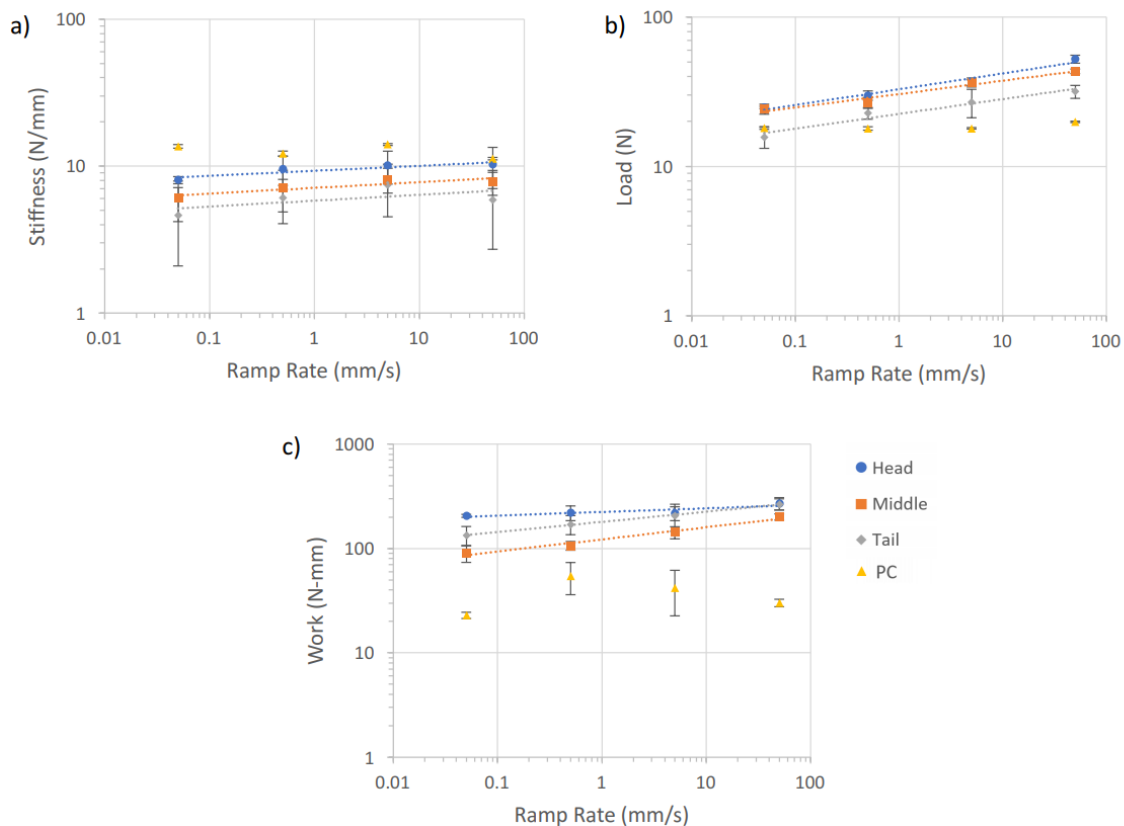 a)
100
10
1
0.01 0.1 1 10 100
Stiffness (N/mm)
Ramp Rate (mm/s)
b)
100
10
1
0.01 0.1 1 10 100
Load (N)
Ramp Rate (mm/s)
c)
1000
100
10
1
0.01 0.1 1 10 100
Work (N-mm)
Ramp Rate (mm/s)
Head
Middle
Tail
PC